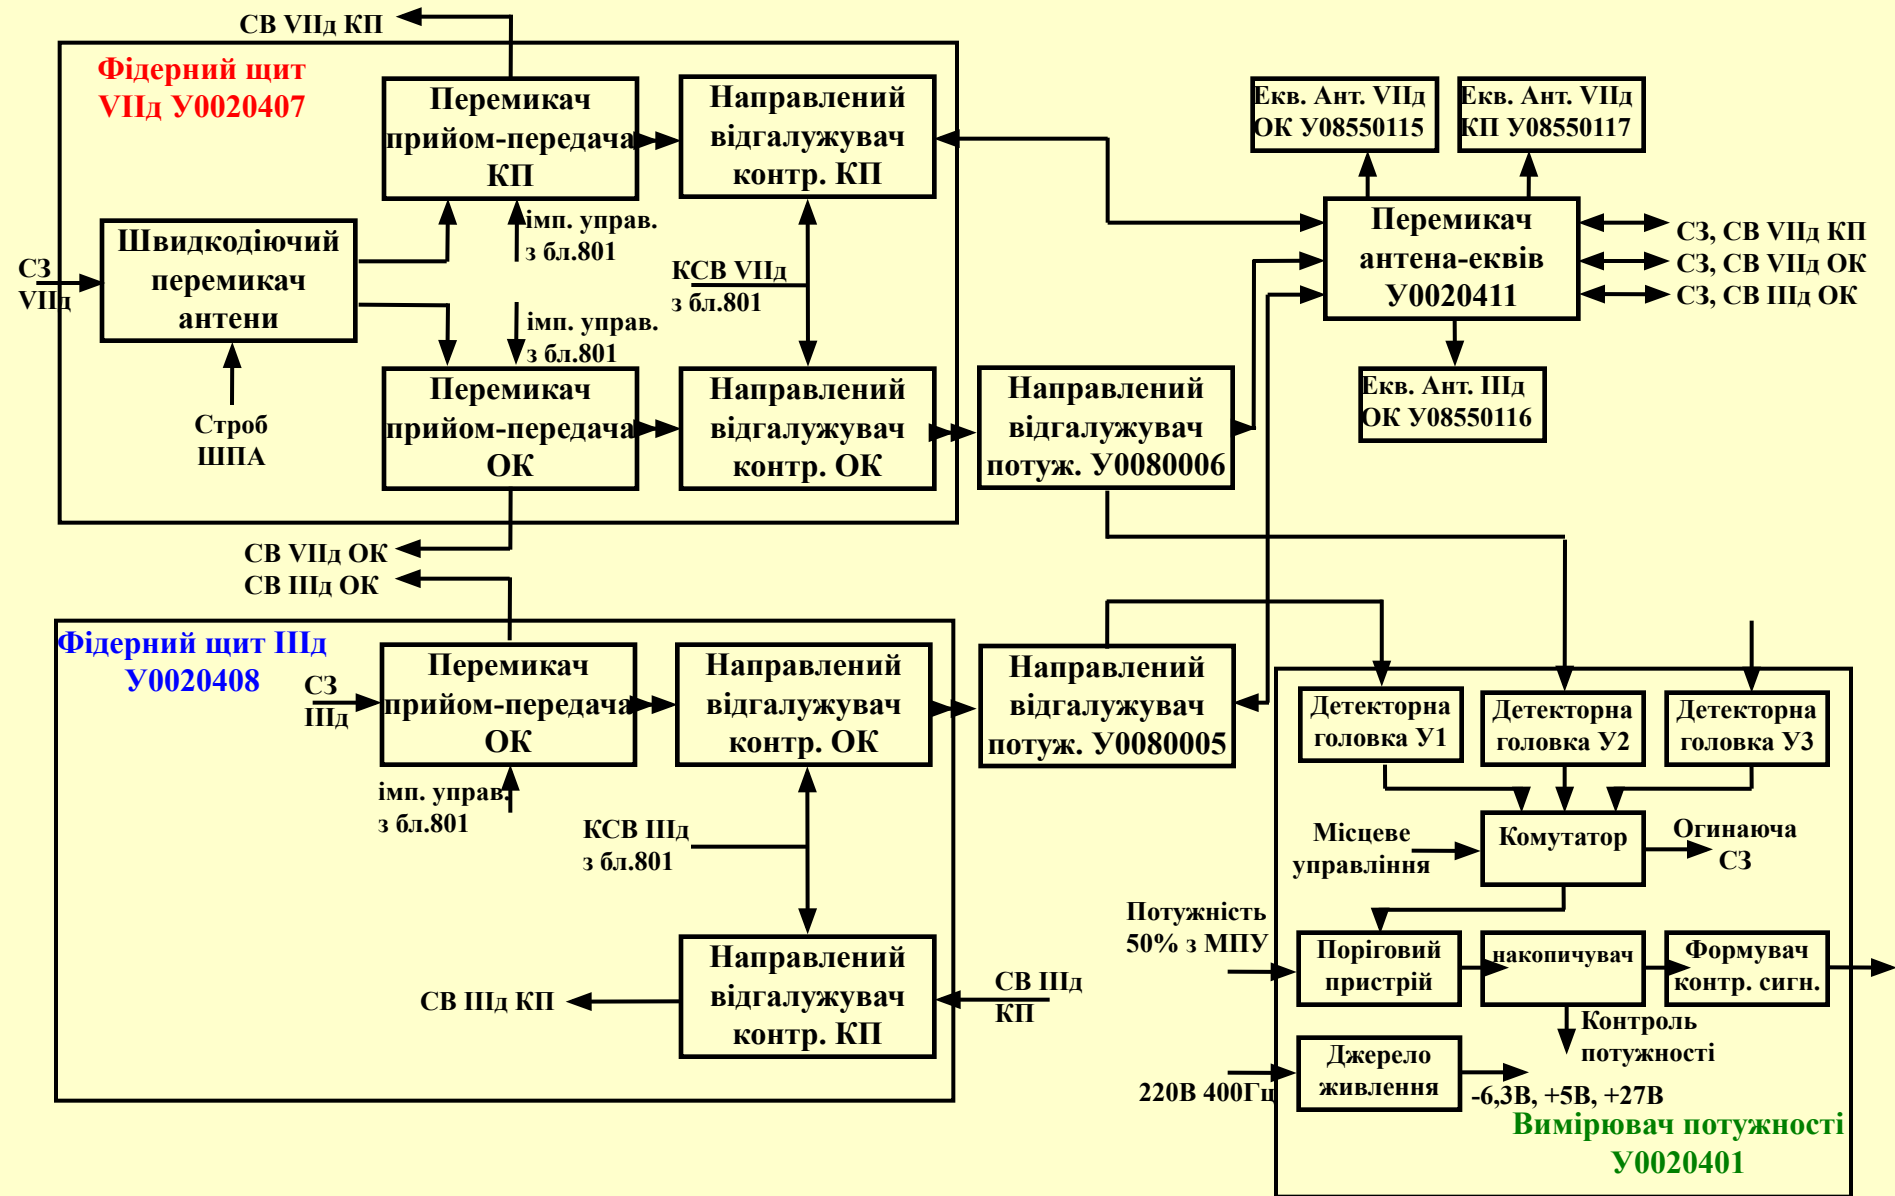 СВ VIIд КП
Фідерний щит
VIIд У0020407
Перемикач
прийом-передача
КП
Направлений
відгалужувач
контр. КП
Екв. Ант. VIIд
ОК У08550115
Екв. Ант. VIIд
КП У08550117
Швидкодіючий
перемикач
антени
СЗ
VIIд
імп. управ.
з бл.801
КСВ VIIд
з бл.801
імп. управ.
з бл.801
Перемикач
антена-еквів
У0020411
СЗ, СВ VIIд КП
СЗ, СВ VIIд ОК
СЗ, СВ IIIд ОК
Строб
ШПА
Перемикач
прийом-передача
ОК
Направлений
відгалужувач
контр. ОК
Направлений
відгалужувач
потуж. У0080006
Екв. Ант. IIIд
ОК У08550116
СВ VIIд ОК
СВ IIIд ОК
Фідерний щит IIIд
У0020408
СЗ
IIIд
Перемикач
прийом-передача
ОК
Направлений
відгалужувач
контр. ОК
Направлений
відгалужувач
потуж. У0080005
Детекторна
головка У1
Детекторна
головка У2
Детекторна
головка У3
імп. управ.
з бл.801
КСВ IIIд
з бл.801
Місцеве
управління
Комутатор
Огинаюча
СЗ
Потужність
50% з МПУ
Поріговий
пристрій
накопичувач
Формувач
контр. сигн.
СВ IIIд КП
Направлений
відгалужувач
контр. КП
СВ IIIд
КП
Контроль
потужності
220В 400Гц
Джерело
живлення
-6,3В, +5В, +27В
Вимірювач потужності
У0020401